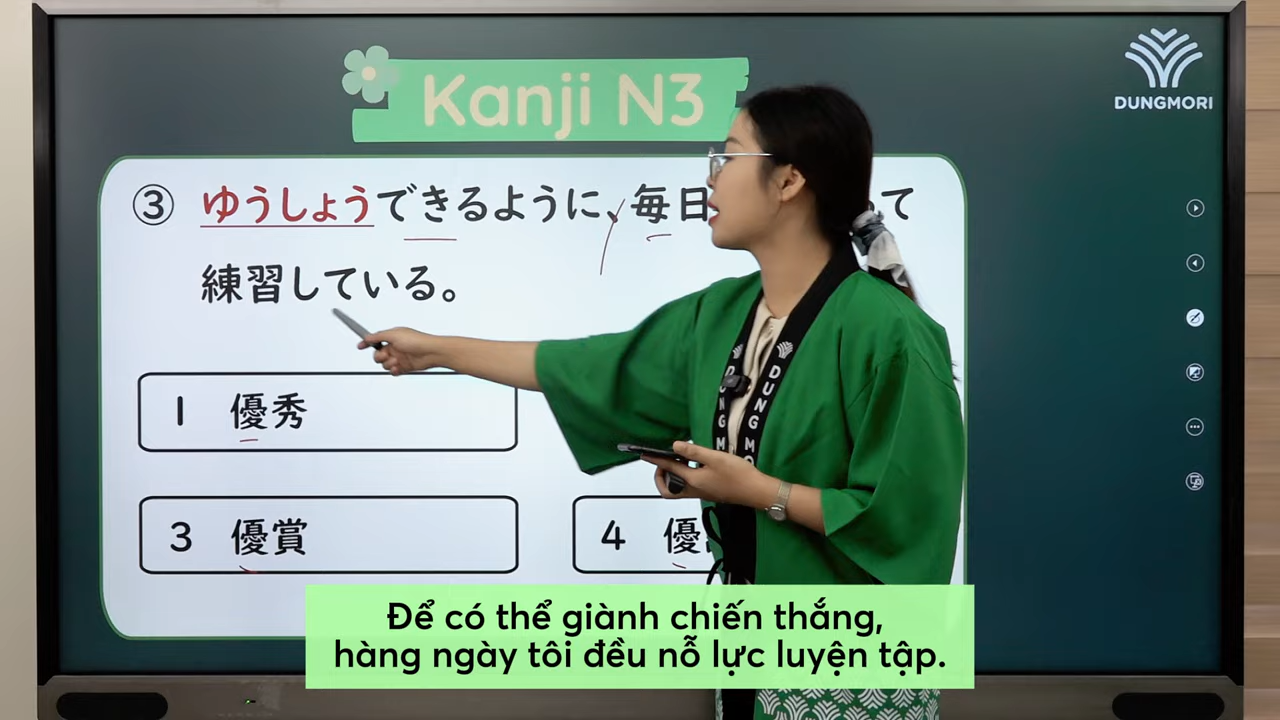 Kanji N3
DUNGMORI
③ ゆうしょうできるように、毎日 て
練習している。
1 優秀
3 優賞
4 優
DUNG M
DUNG MO
Để có thể giành chiến thắng,
hàng ngày tôi đều nỗ lực luyện tập.